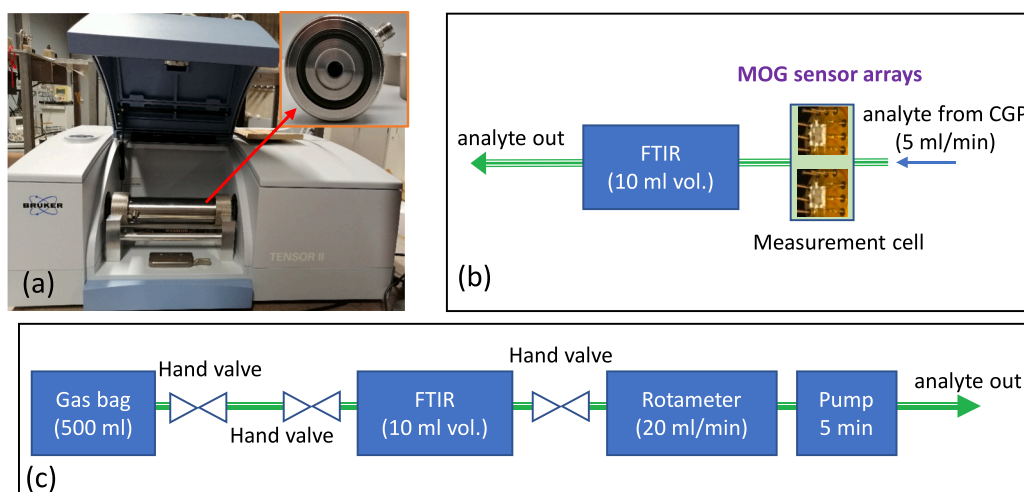 BRUKER
TENSOR II
(a)
MOG sensor arrays
analyte from CGP
(5 ml/min)
analyte out
FTIR
(10 ml vol.)
Measurement cell
(b)
Hand valve
Hand valve
Hand valve
Gas bag
(500 ml)
FTIR
(10 ml vol.)
Rotameter
(20 ml/min)
Pump
5 min
analyte out
(c)